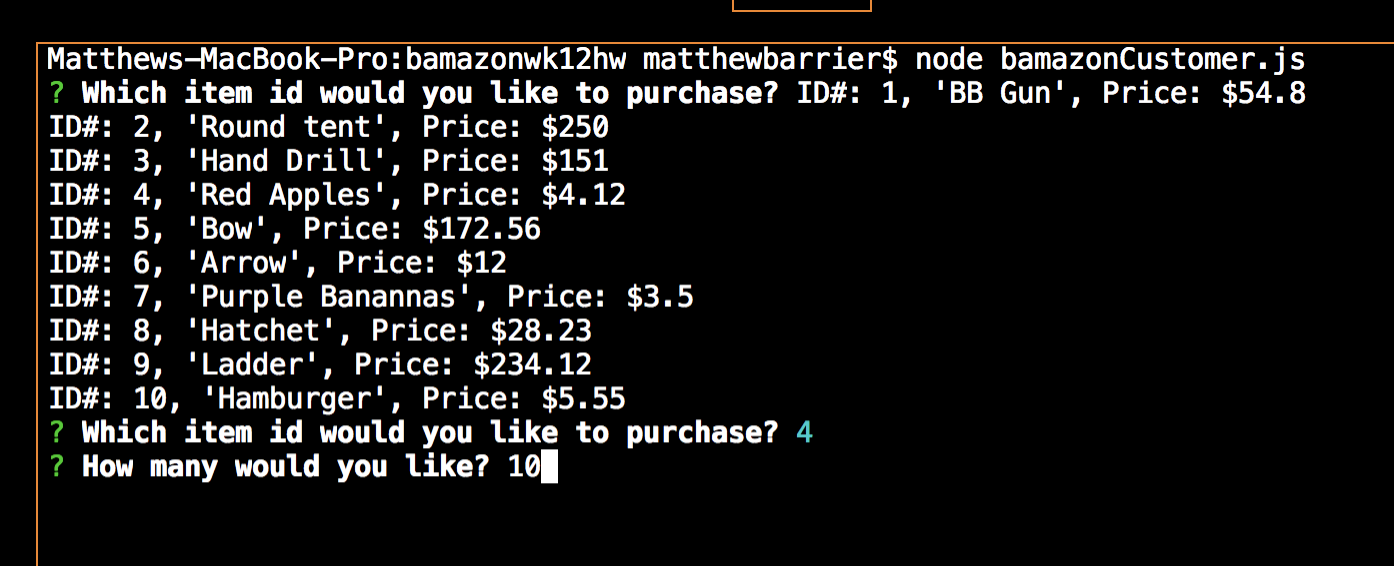 Matthews-MacBook-Pro:bamazonwk12hw matthewbarrier$ node bamazonCustomer.js
? Which item id would you like to purchase? ID#: 1, 'BB Gun', Price: $54.8
ID#: 2, 'Round tent', Price: $250
ID#: 3, 'Hand Drill', Price: $151
ID#: 4, 'Red Apples', Price: $4.12
ID#: 5, 'Bow', Price: $172.56
ID#: 6, 'Arrow', Price: $12
ID#: 7, 'Purple Banannas', Price: $3.5
ID#: 8, 'Hatchet', Price: $28.23
ID#: 9, 'Ladder', Price: $234.12
ID#: 10, 'Hamburger', Price: $5.55
? Which item id would you like to purchase? 4
? How many would you like? 10